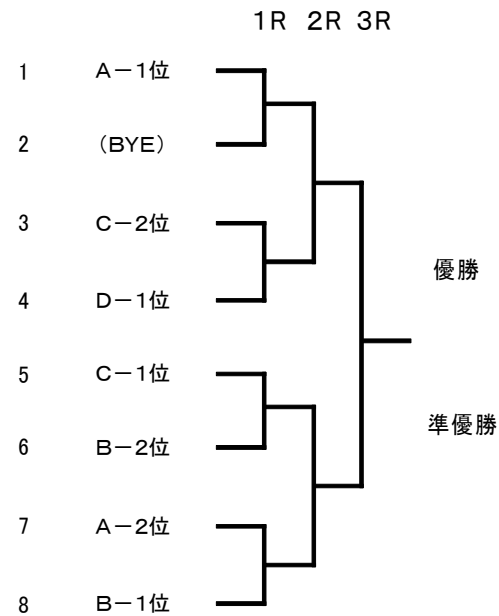 1R 2R 3R
1 A－1位
2 （BYE）
3 C－2位
4 D－1位
優勝
5 C－1位
準優勝
6 B－2位
7 A－2位
8 B－1位